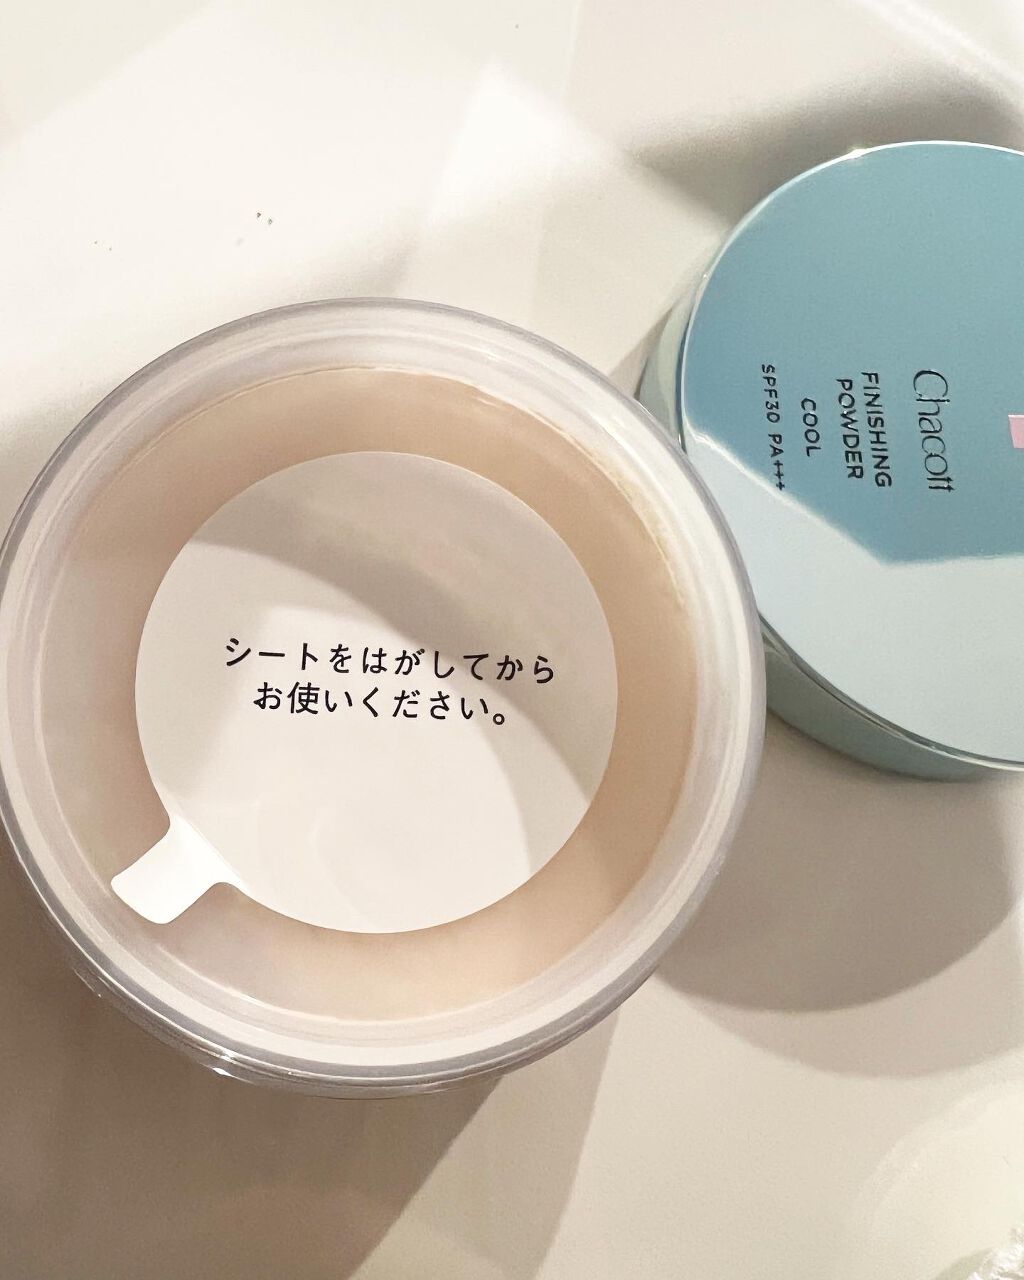 シートをはがしてから
お使いください。
Chacott
FINISHING
POWDER
COOL
SPF30 PA+++